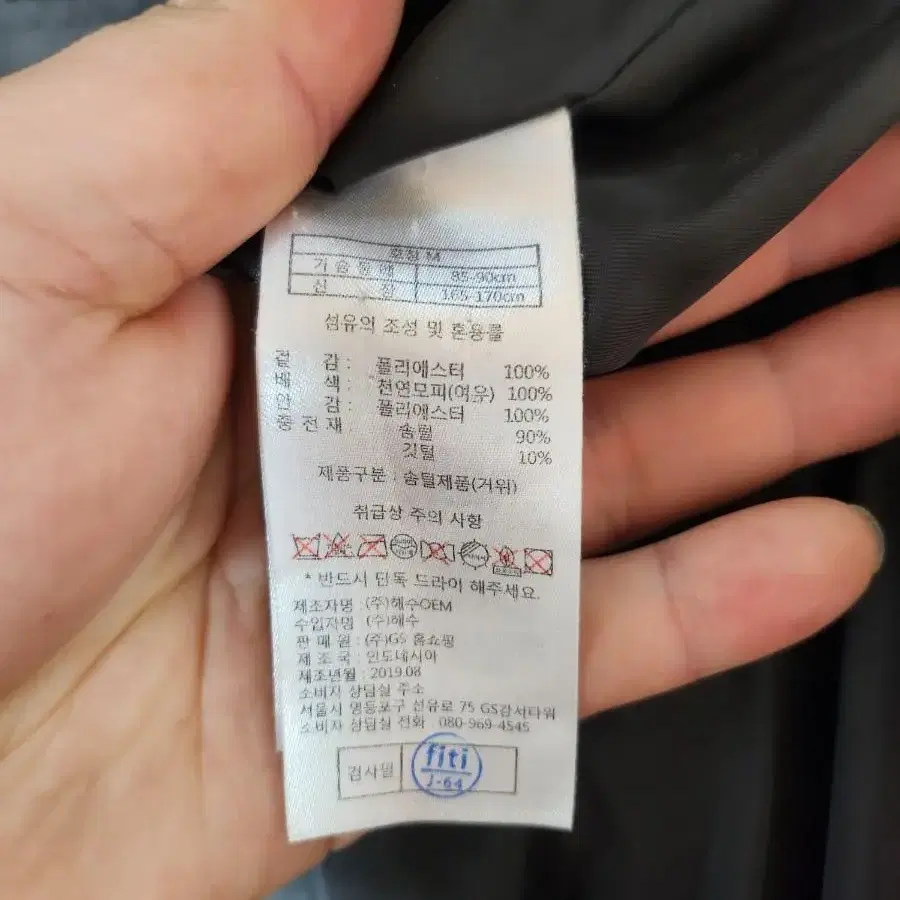 호칭 M
가슴둘레 85-90cm
신 장 165-170cm
섬유의 조성 및 혼용률
겉 감 : 폴리에스터 100%
배 색 : 천연모피(여우) 100%
안 감 : 폴리에스터 100%
충 전 재 : 솜털 90%
깃털 10%
제품구분 : 솜털제품(거위)
취급상 주의 사항
* 반드시 단독 드라이 해주세요.
제조자명 : (주)해수OEM
수입자명 : (주)해수
판 매 원 : (주)GS 홈쇼핑
제 조 국 : 인도네시아
제조년월 : 2019.08
소비자 상담실 주소
서울시 영등포구 선유로 75 GS강서타워
소비자 상담실 전화 080-969-4545
검사필
fiti
J-64